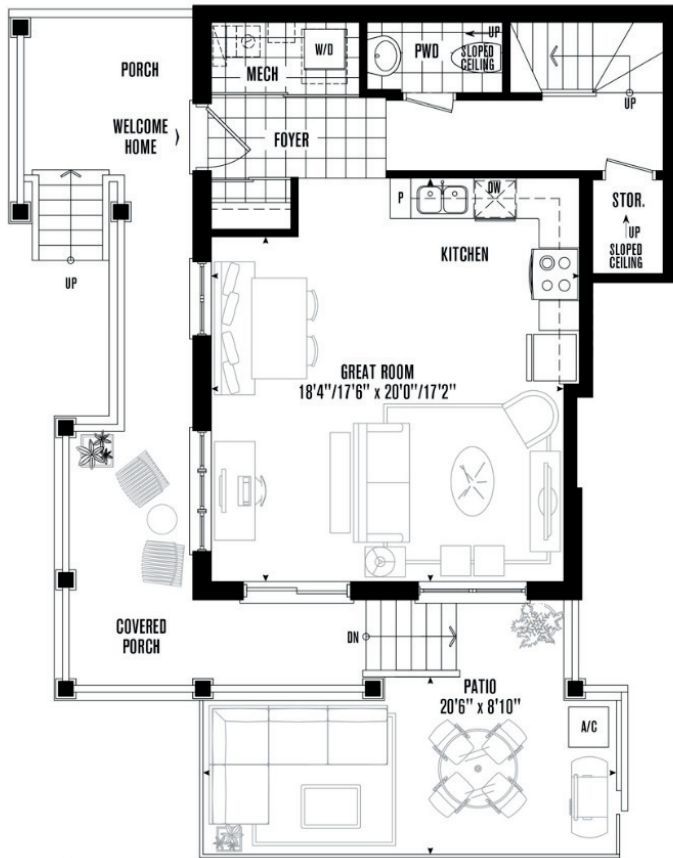 PORCH
WELCOME
HOME
UP
MECH
W/D
PWD
UP
SLOPED
CEILING
UP
FOYER
STOR.
UP
SLOPED
CEILING
P
DW
KITCHEN
GREAT ROOM
18'4"/17'6" x 20'0"/17'2"
COVERED
PORCH
DN
PATIO
20'6" x 8'10"
A/C